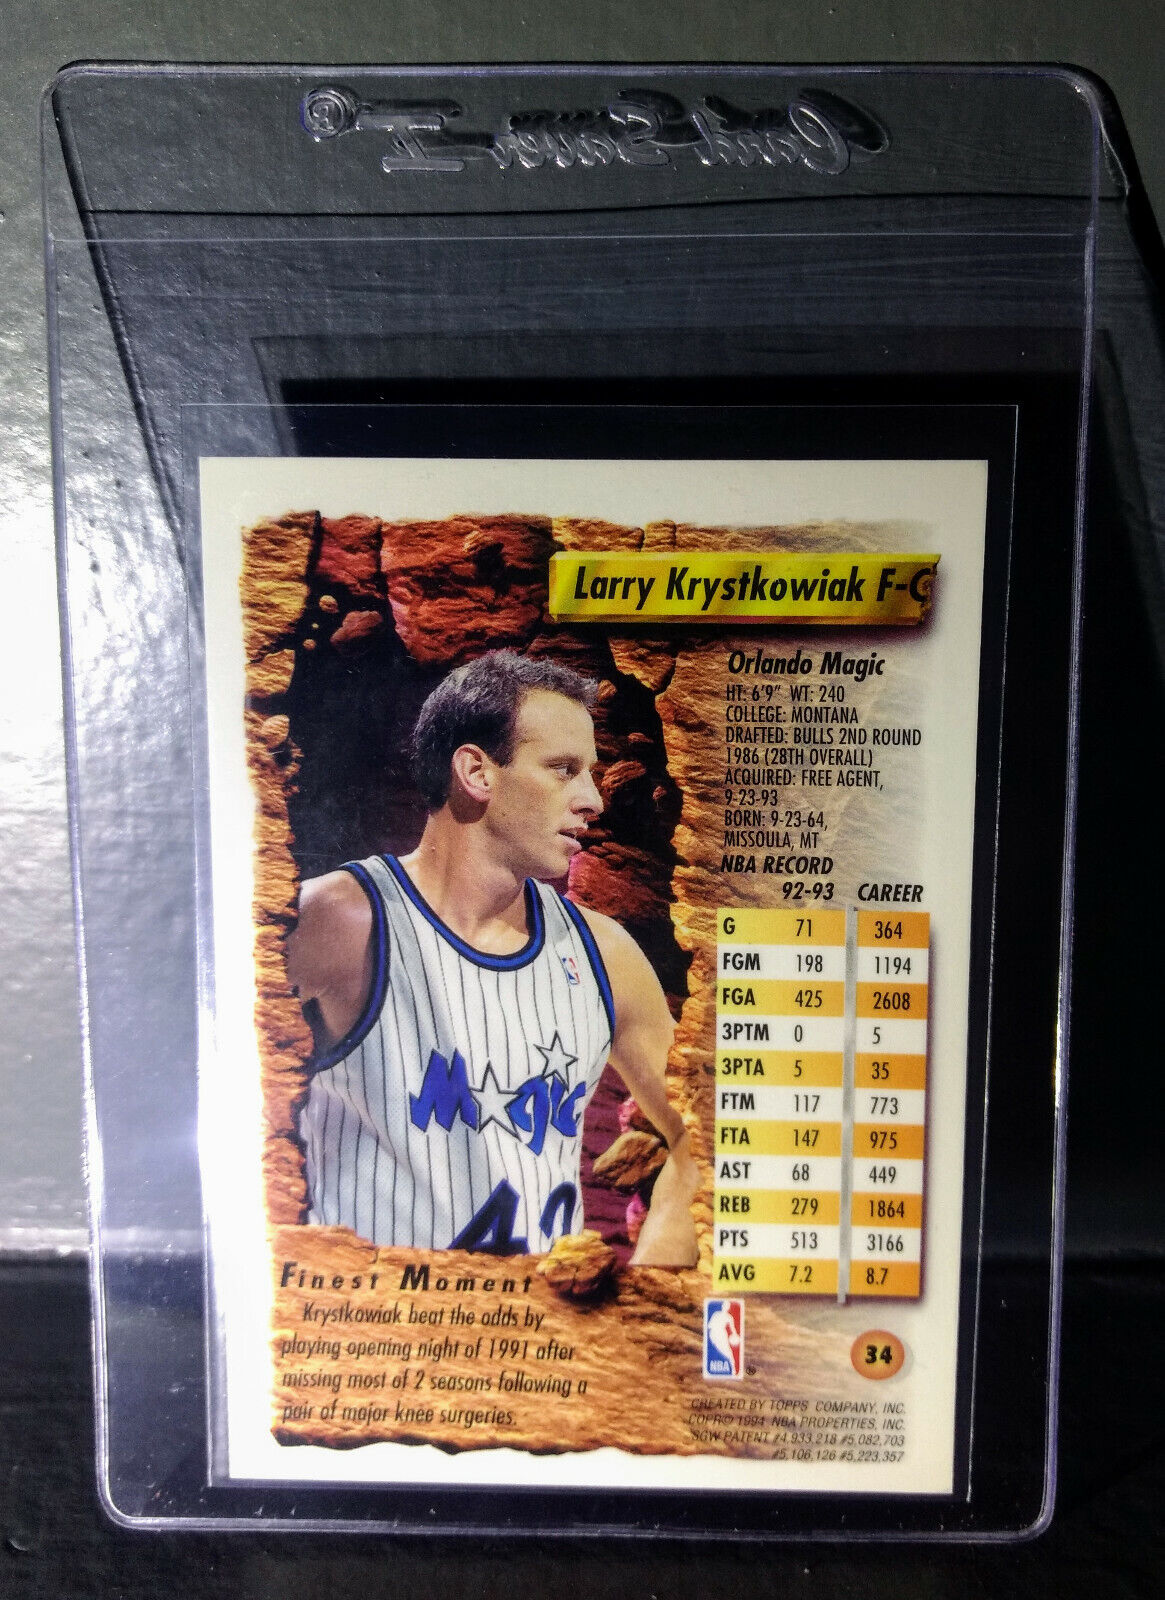 Card Saver II ®
Larry Krystkowiak F-C
Orlando Magic
HT: 6'9" WT: 240
COLLEGE: MONTANA
DRAFTED: BULLS 2ND ROUND
1986 (28TH OVERALL)
ACQUIRED: FREE AGENT,
9-23-93
BORN: 9-23-64,
MISSOULA, MT
NBA RECORD
92-93 CAREER
G 71 364
FGM 198 1194
FGA 425 2608
3PTM 0 5
3PTA 5 35
FTM 117 773
FTA 147 975
AST 68 449
REB 279 1864
PTS 513 3166
AVG 7.2 8.7
Magic
42
Finest Moment
Krystkowiak beat the odds by
playing opening night of 1991 after
missing most of 2 seasons following a
pair of major knee surgeries.
NBA ®
34
CREATED BY TOPPS COMPANY, INC.
COPR© 1994 NBA PROPERTIES, INC.
SGW PATENT #4,933,218 #5,082,703
#5,106,126 #5,223,357